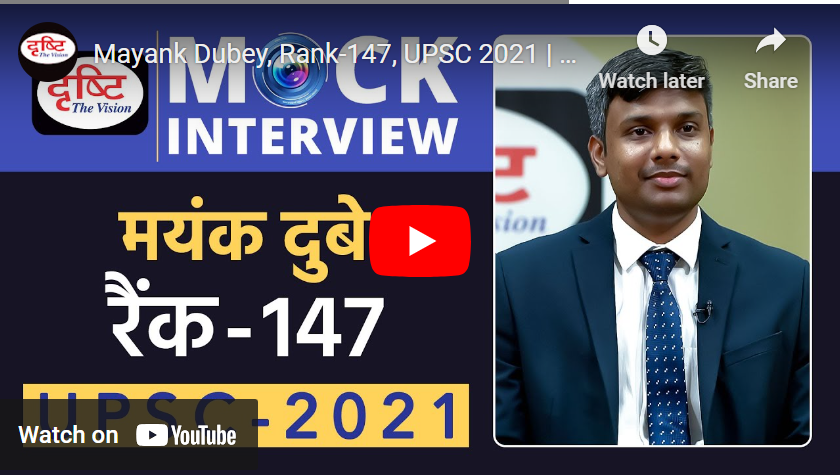 दृष्टि
Mayank Dubey, Rank-147, UPSC 2021 | ...
Watch later
Share
दृष्टि
The Vision
MOCK
INTERVIEW
मयंक दुबे
रैंक-147
UPSC-2021
दृष्टि
Vision
Watch on YouTube